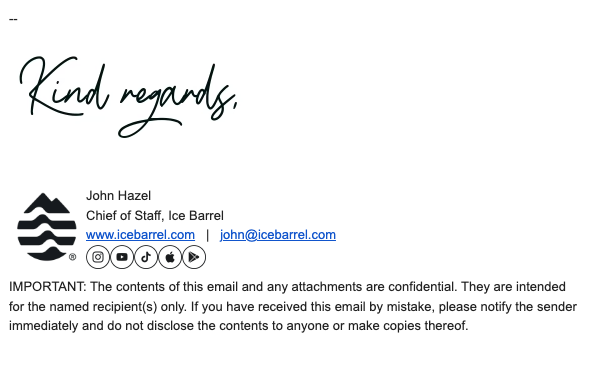 --
Kind regards,
John Hazel
Chief of Staff, Ice Barrel
www.icebarrel.com | john@icebarrel.com
®
IMPORTANT: The contents of this email and any attachments are confidential. They are intended
for the named recipient(s) only. If you have received this email by mistake, please notify the sender
immediately and do not disclose the contents to anyone or make copies thereof.